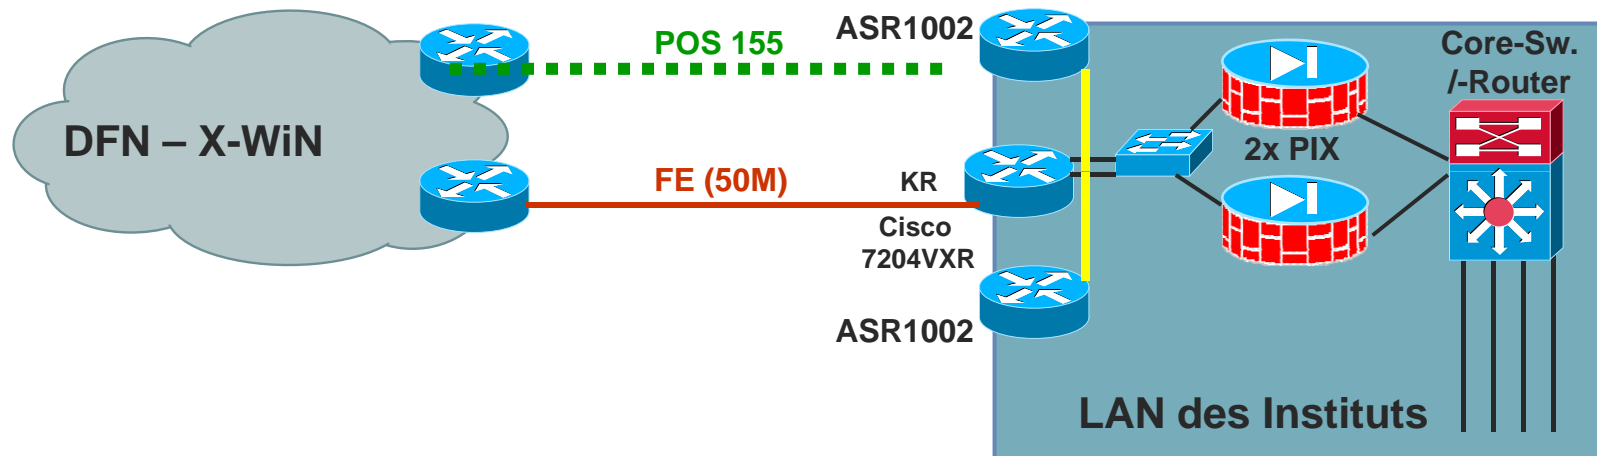 DFN – X-WiN
POS 155
FE (50M)
ASR1002
KR
Cisco
7204VXR
ASR1002
2x PIX
Core-Sw.
/-Router
LAN des Instituts